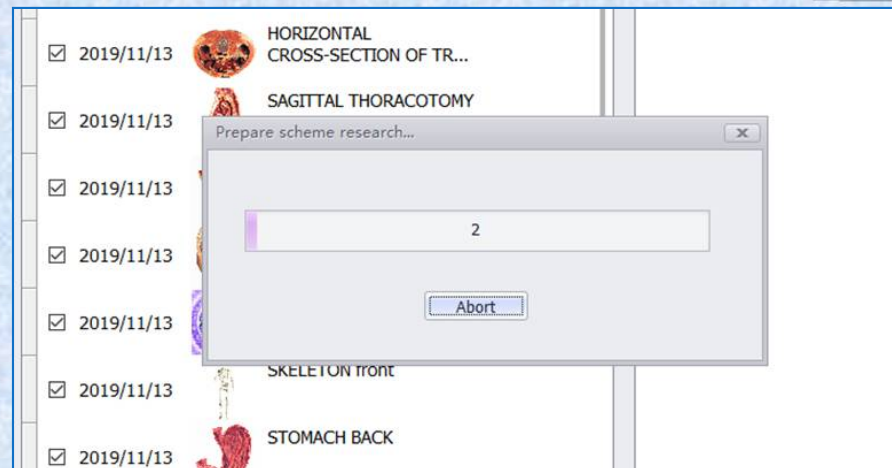 2019/11/13
HORIZONTAL
CROSS-SECTION OF TR...
2019/11/13
SAGITTAL THORACOTOMY
Prepare scheme research...
2019/11/13
2
2019/11/13
Abort
2019/11/13
SKELETON front
2019/11/13
STOMACH BACK
2019/11/13